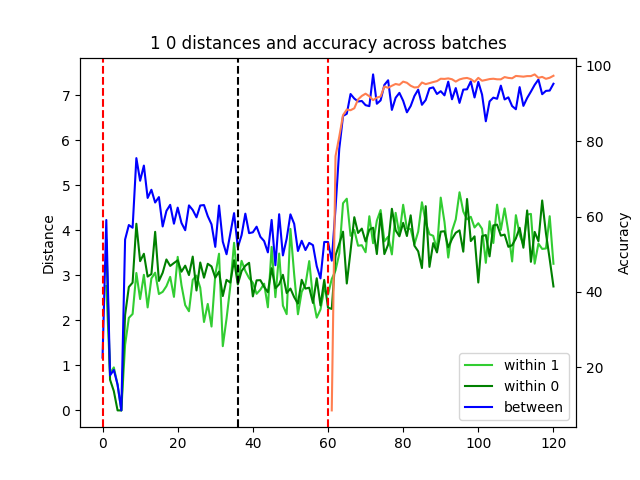 1 0 distances and accuracy across batches
Distance
7
6
5
4
3
2
1
0
100
80
60
40
20
Accuracy
within 1
within 0
between
0 20 40 60 80 100 120